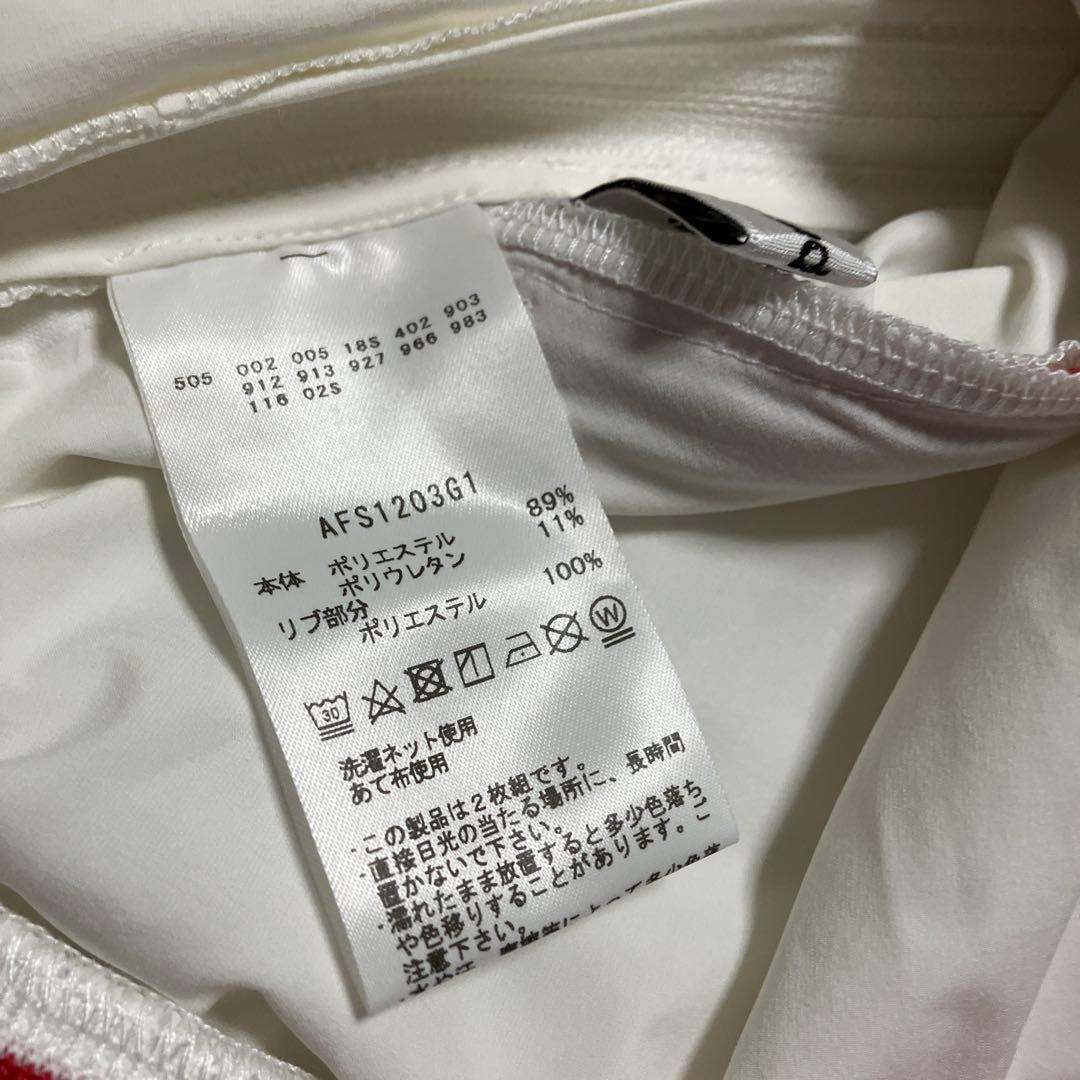 505 002 005 18S 402 903
912 913 927 966 983
116 02S
AFS1203G1
本体 ポリエステル 89%
ポリウレタン 11%
リブ部分
ポリエステル 100%
30
W
洗濯ネット使用
あて布使用
・この製品は2枚組です。
・直接日光の当たる場所に、長時間
置かないで下さい。
・濡れたまま放置すると多少色落ち
や色移りすることがあります。ご
注意下さい。